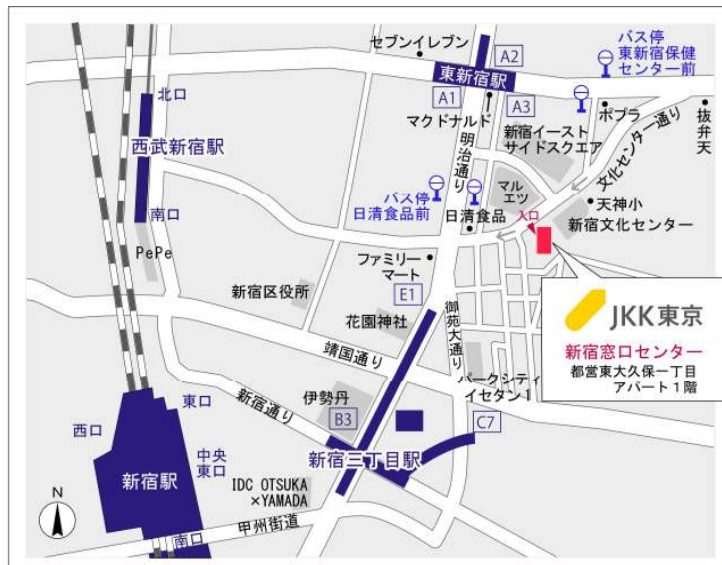 セブンイレブン
A2
バス停
東新宿保健
センター前
東新宿駅
A1
A3
マクドナルド
ポプラ
抜弁天
北口
西武新宿駅
新宿イースト
サイドスクエア
明治通り
文化センター通り
マル
エツ
天神小
バス停
日清食品前
日清食品
入口
新宿文化センター
南口
PePe
ファミリー
マート
新宿区役所
E1
花園神社
御苑大通り
靖国通り
JKK東京
新宿窓口センター
都営東大久保一丁目
アパート1階
パークシティ
イセタン1
新宿通り
伊勢丹
B3
C7
東口
西口
中央
東口
新宿三丁目駅
新宿駅
IDC OTSUKA
×YAMADA
N
甲州街道
南口